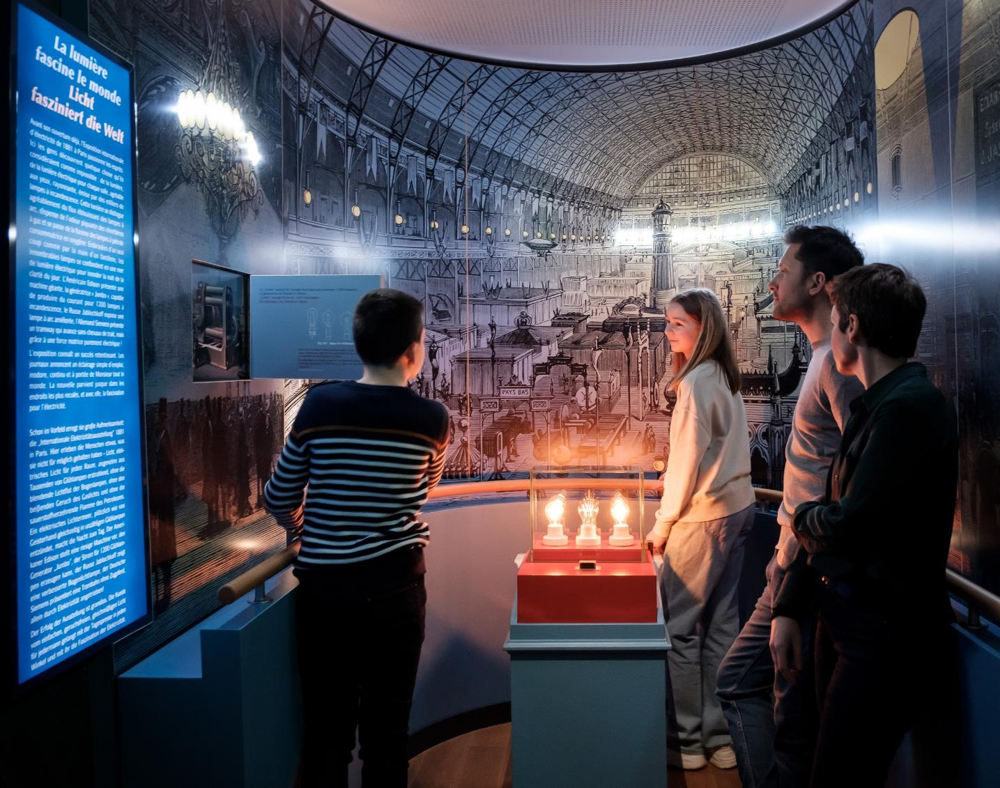 La lumière
fascine le monde
Licht
fasziniert die Welt
Avant son ouverture déjà, l'Exposition internationale
d'électricité de 1881 à Paris passionne les esprits.
Ici les gens découvrent quelque chose qu'ils
considéraient comme impossible : de la lumière,
de la lumière électrique pour chaque salle, agréable
aux yeux, rayonnante, émise par des milliers de
lampes à incandescence. Cette lumière se distingue
agréablement du flux éblouissant des lampes à
arc, dispense de l'odeur piquante des réverbères
à gaz et se passe de la flamme des lampes à pétrole
consommatrice en oxygène. Embrasées d'un seul
coup comme par la main d'un fantôme, les
innombrables lampes se confondent en une mer
de lumière électrique pour inonder la nuit de la
clarté du jour. L'Américain Edison présente une
machine géante, la génératrice « Jumbo », capable
de produire du courant pour 1200 lampes à
incandescence, le Russe Jablochkoff expose une
lampe à arc améliorée, l'Allemand Siemens présente
un tramway qui avance sans chevaux de trait, mais
grâce à une force motrice purement électrique !
L'exposition connaît un succès retentissant. Les
journaux annoncent un éclairage simple d'emploi,
inodore, continu et à portée de Monsieur tout le
monde. La nouvelle parvient jusque dans les
endroits les plus reculés, et avec elle, la fascination
pour l'électricité.
Schon im Vorfeld erregt sie große Aufmerksamkeit:
die „Internationale Elektrizitätsausstellung" 1881
in Paris. Hier erleben die Menschen etwas, was
sie nicht für möglich gehalten haben – Licht, elek-
trisches Licht für jeden Raum, angenehm aus
Tausenden von Glühlampen erstrahlend, ohne die
blendende Lichtflut der Bogenlampen, ohne den
beißenden Geruch des Gaslichts und ohne die
sauerstoffverzehrende Flamme des Petroleums.
Ein elektrisches Lichtermeer, plötzlich wie von
Geisterhand gleichzeitig in unzähligen Glühlampen
entzündet, macht die Nacht zum Tag. Der Ameri-
kaner Edison stellt eine riesige Maschine vor, den
Generator „Jumbo", der Strom für 1200 Glühlam-
pen erzeugen kann, der Russe Jablochkoff zeigt
eine verbesserte Bogenlichtlampe, der Deutsche
Siemens präsentiert eine Trambahn ohne Zugpferd,
allein durch Elektrizität angetrieben!
Der Erfolg der Ausstellung ist grandios. Die Kunde
vom einfachen, geruchsfreien, gleichmäßigen Licht
für jedermann gelangt mit der Tagespresse in jeden
Winkel und mit ihr die Faszination der Elektrizität.
PAYS BAS